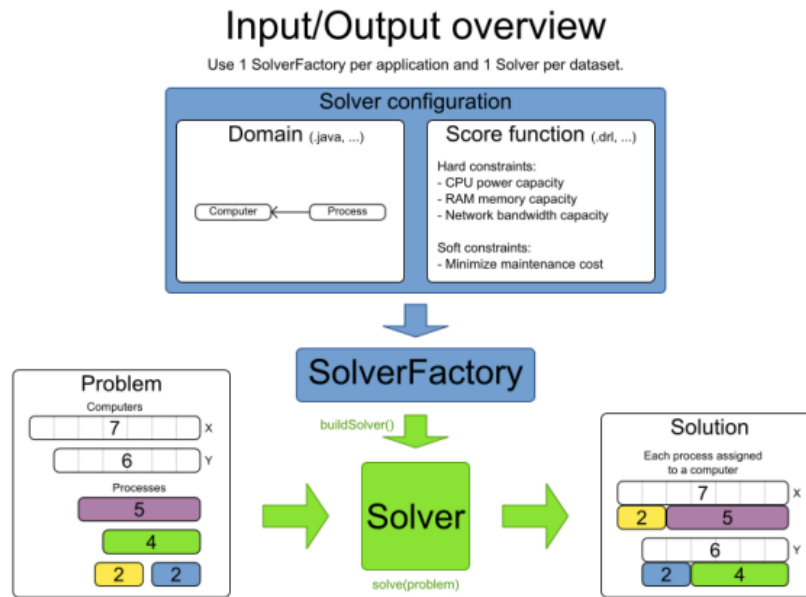 Input/Output overview
Use 1 SolverFactory per application and 1 Solver per dataset.
Solver configuration
Domain (.java, ...)
Computer
Process
Score function (.drl, ...)
Hard constraints:
- CPU power capacity
- RAM memory capacity
- Network bandwidth capacity
Soft constraints:
- Minimize maintenance cost
SolverFactory
buildSolver()
Problem
Computers
7 X
6 Y
Processes
5
4
2 2
Solver
solve(problem)
Solution
Each process assigned
to a computer
7 X
2 5
6 Y
2 4